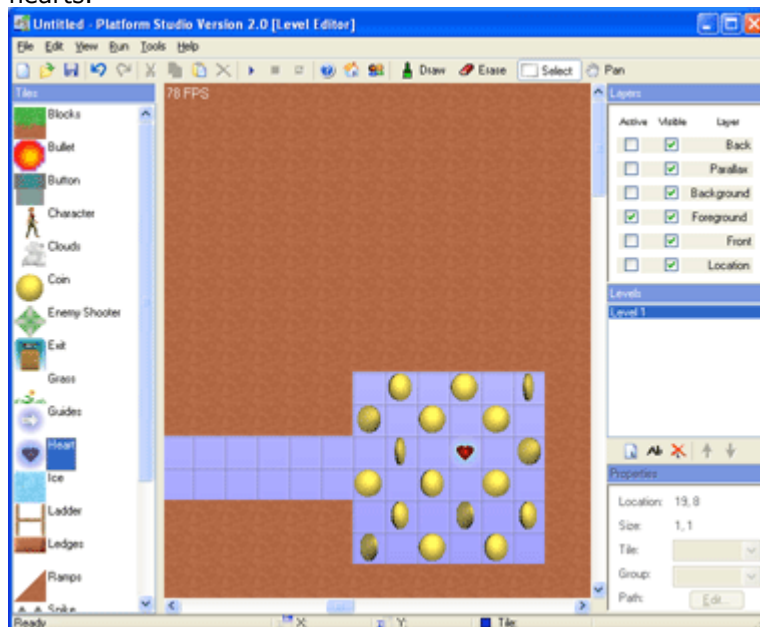 hearts.
Untitled - Platform Studio Version 2.0 [Level Editor]
File Edit View Run Tools Help
Draw Erase Select Pan
Tiles
78 FPS
Layers
Blocks
Bullet
Button
Character
Clouds
Coin
Enemy Shooter
Exit
Grass
Guides
Heart
Ice
Ladder
Ledges
Ramps
Spike
Active Visible Layer
Back
Parallax
Background
Foreground
Front
Location
Levels
Level 1
Ab
Properties
Location: 19, 8
Size: 1, 1
Tile:
Group:
Path: Edit...
Ready X: Y: Tile: